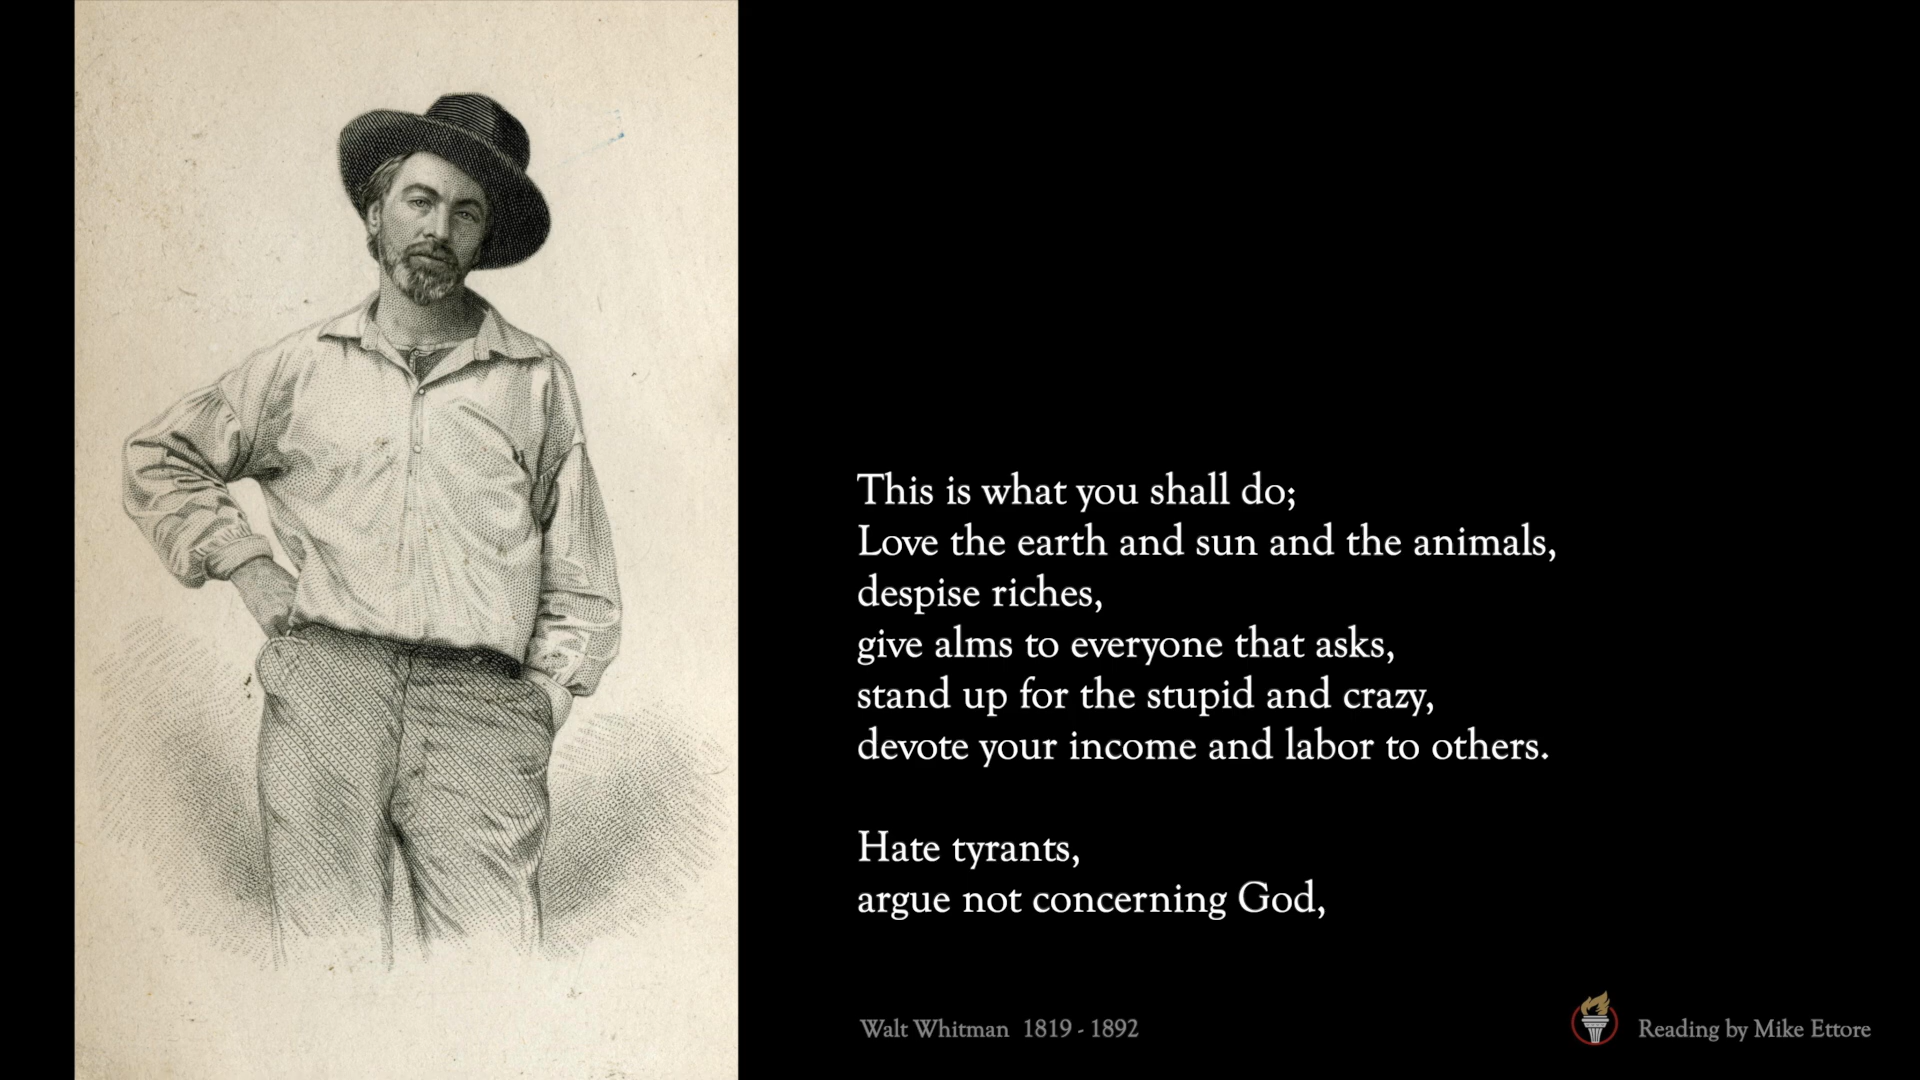 This is what you shall do;
Love the earth and sun and the animals,
despise riches,
give alms to everyone that asks,
stand up for the stupid and crazy,
devote your income and labor to others.
Hate tyrants,
argue not concerning God,
Walt Whitman 1819 - 1892
Reading by Mike Ettore